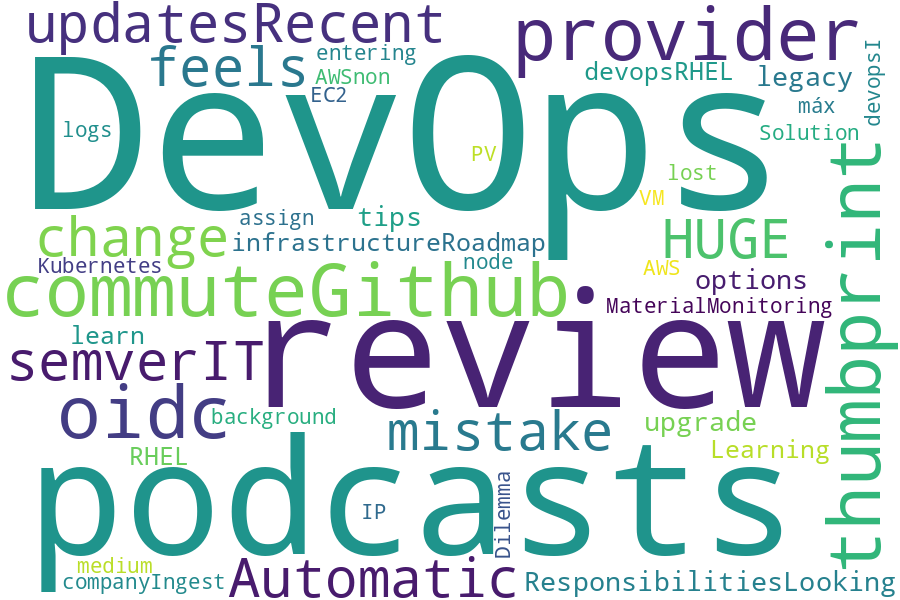 updatesRecent
provider
feels
entering
AWSnon
EC2
devopsRHEL
legacy
devopsI
máx
Solution
DevOps
logs
PV
lost
VM
thumbprint
change
assign
tips
infrastructureRoadmap
HUGE
Kubernetes
node
AWS
options
commuteGithub
MaterialMonitoring
learn
semverIT
review
oidc
background
mistake
upgrade
RHEL
Learning
podcasts
IP
Dilemma
medium
companyIngest
Automatic
ResponsibilitiesLooking